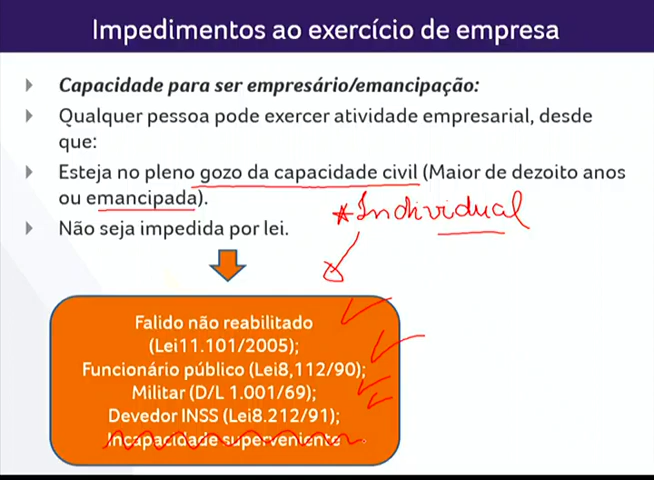 Impedimentos ao exercício de empresa
Capacidade para ser empresário/emancipação:
Qualquer pessoa pode exercer atividade empresarial, desde
que:
Esteja no pleno gozo da capacidade civil (Maior de dezoito anos
ou emancipada).
*Individual
Não seja impedida por lei.
Falido não reabilitado
(Lei11.101/2005);
Funcionário público (Lei8,112/90);
Militar (D/L 1.001/69);
Devedor INSS (Lei8.212/91);
Incapacidade superveniente